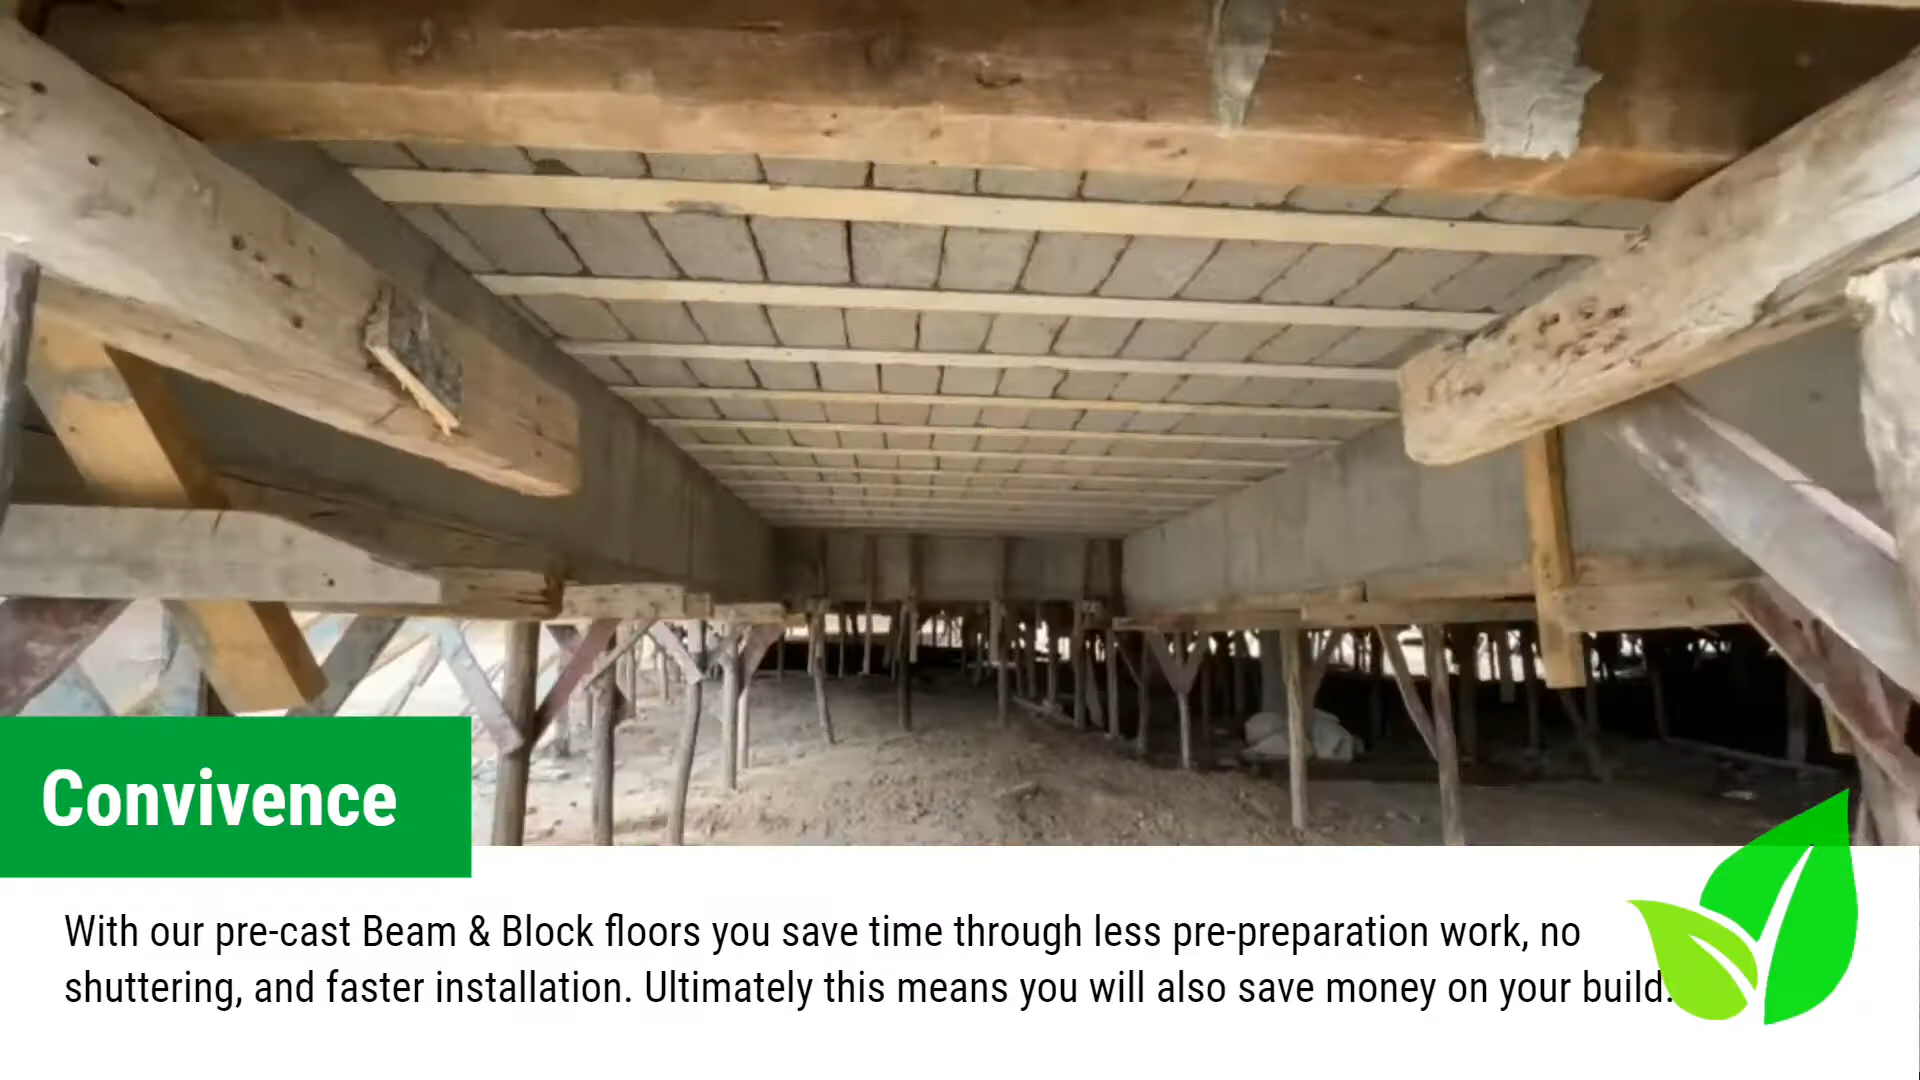 Convivence
With our pre-cast Beam & Block floors you save time through less pre-preparation work, no
shuttering, and faster installation. Ultimately this means you will also save money on your build.